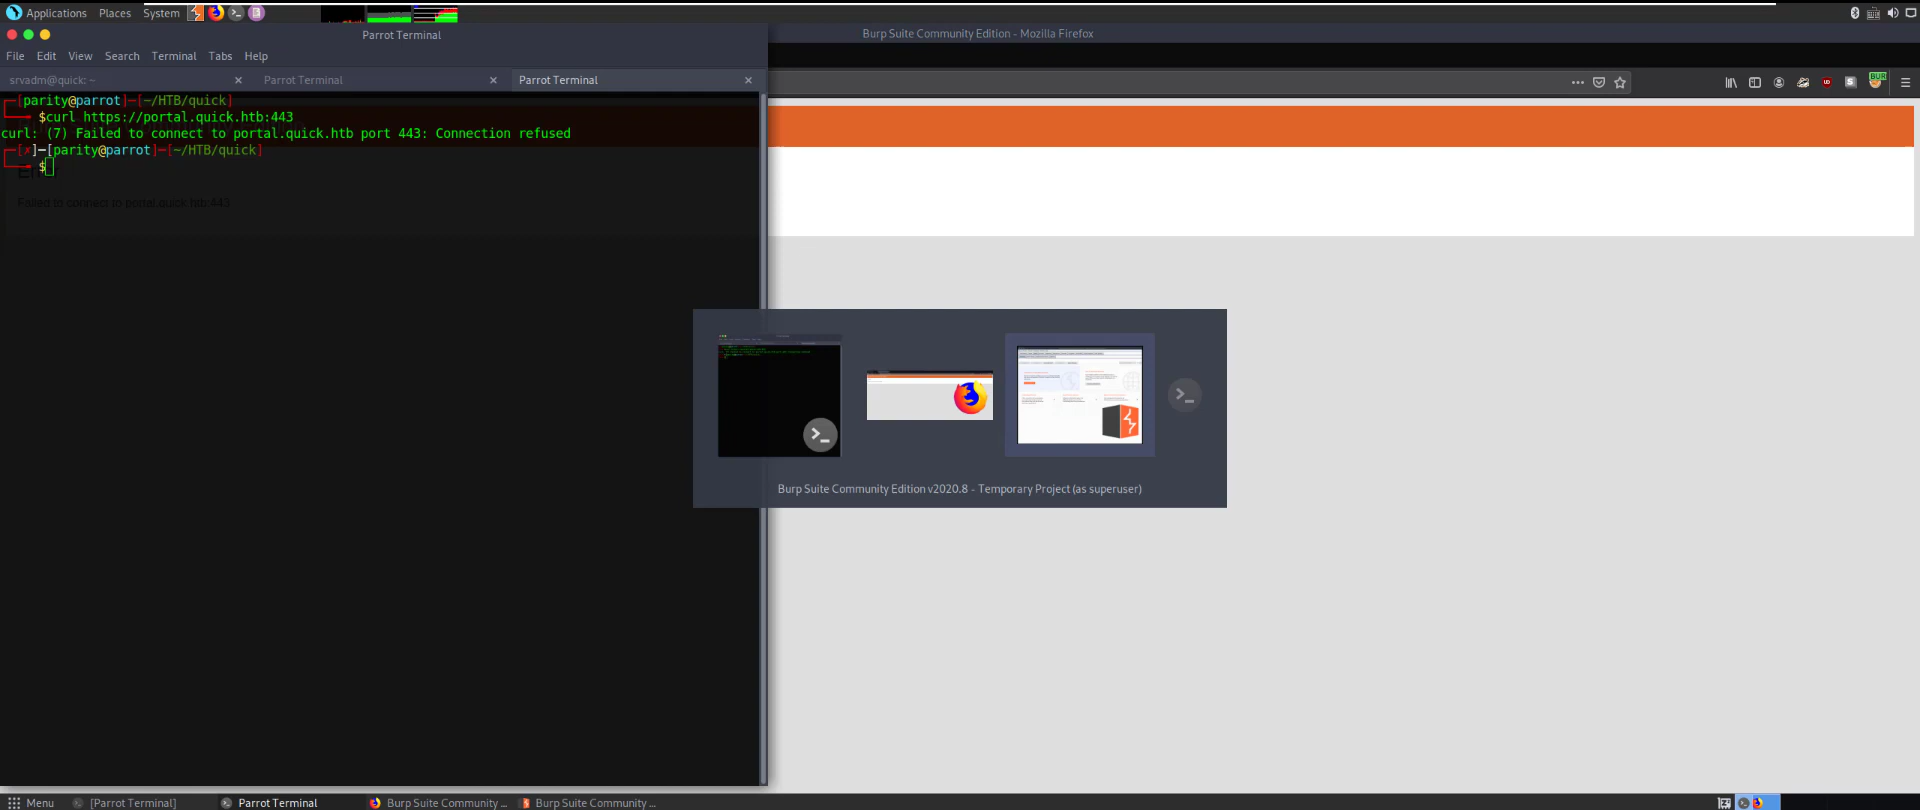 Applications Places System
Parrot Terminal
Burp Suite Community Edition - Mozilla Firefox
File Edit View Search Terminal Tabs Help
srvadm@quick: ~
Parrot Terminal
Parrot Terminal
BUR
┌─[parity@parrot]─[~/HTB/quick]
└──╼ $curl https://portal.quick.htb:443
curl: (7) Failed to connect to portal.quick.htb port 443: Connection refused
┌─[✗]─[parity@parrot]─[~/HTB/quick]
└──╼ $
Error
Failed to connect to portal.quick.htb:443
Burp Suite Community Edition v2020.8 - Temporary Project (as superuser)
Menu
[Parrot Terminal]
Parrot Terminal
Burp Suite Community ...
Burp Suite Community ...